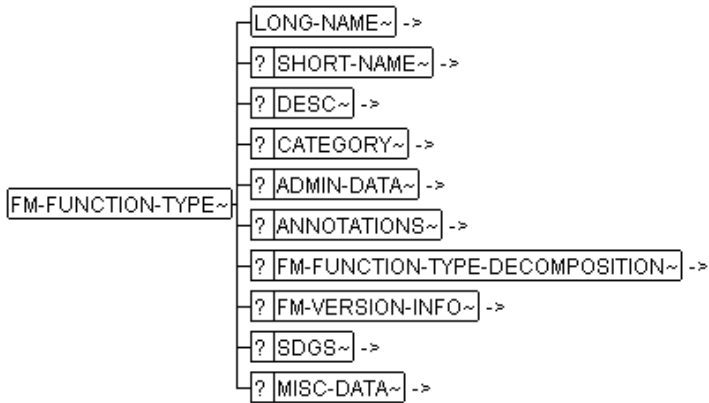 LONG-NAME~ ->
? SHORT-NAME~ ->
? DESC~ ->
? CATEGORY~ ->
? ADMIN-DATA~ ->
FM-FUNCTION-TYPE~
? ANNOTATIONS~ ->
? FM-FUNCTION-TYPE-DECOMPOSITION~ ->
? FM-VERSION-INFO~ ->
? SDGS~ ->
? MISC-DATA~ ->